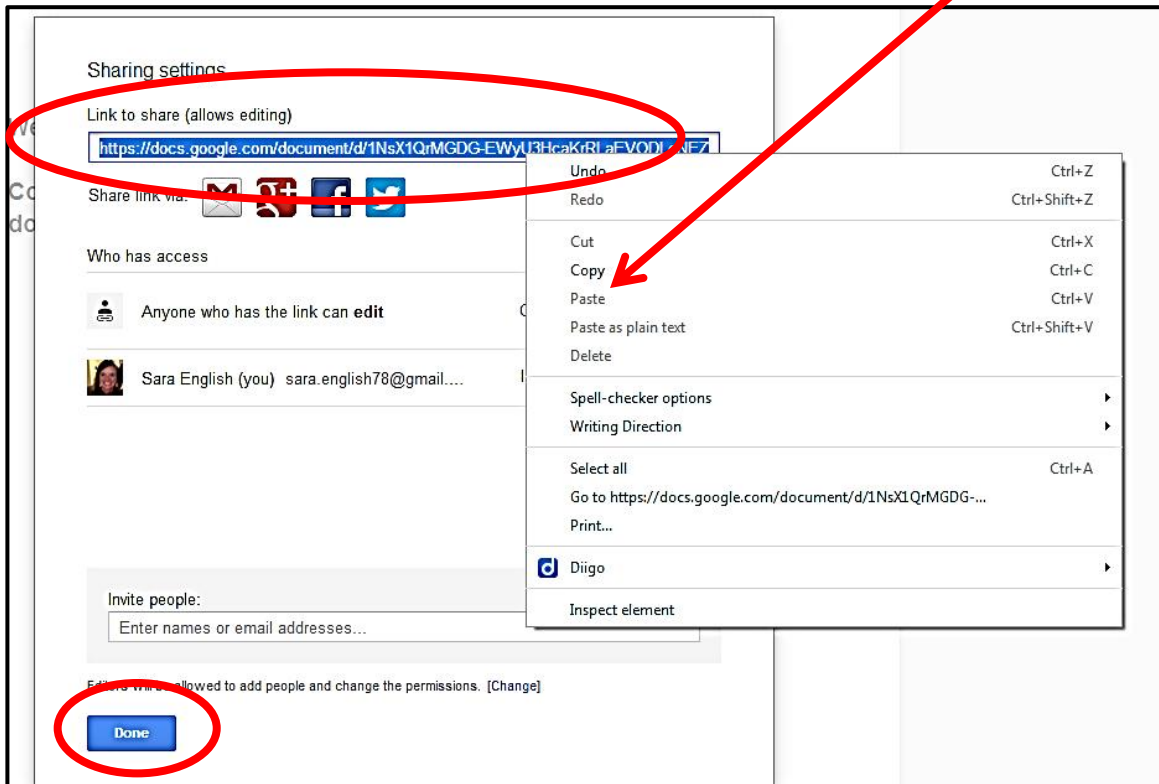 Sharing settings
Link to share (allows editing)
https://docs.google.com/document/d/1NsX1QrMGDG-EWyU3HcaKrRLaEVODLcNEZ
Share link via:
Who has access
Anyone who has the link can edit
Sara English (you) sara.english78@gmail....
Invite people:
Enter names or email addresses...
Editors will be allowed to add people and change the permissions. [Change]
Done
Undo Ctrl+Z
Redo Ctrl+Shift+Z
Cut Ctrl+X
Copy Ctrl+C
Paste Ctrl+V
Paste as plain text Ctrl+Shift+V
Delete
Spell-checker options
Writing Direction
Select all Ctrl+A
Go to https://docs.google.com/document/d/1NsX1QrMGDG-...
Print...
Diigo
Inspect element